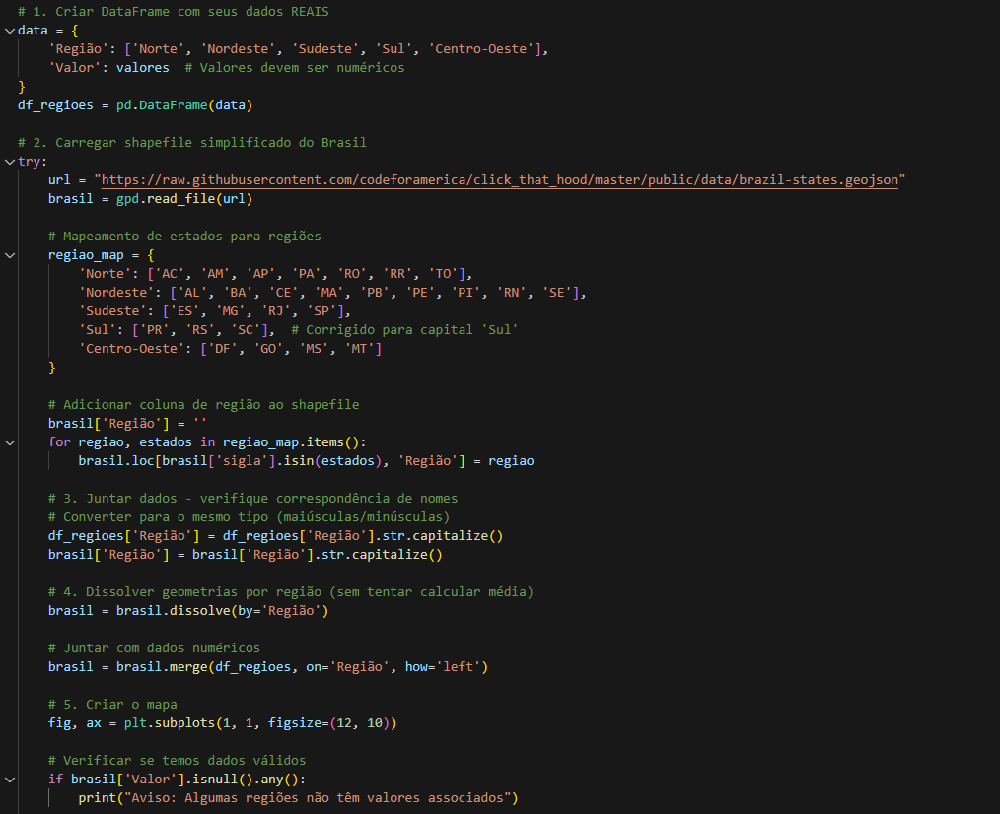 # 1. Criar DataFrame com seus dados REAIS
data = {
    'Região': ['Norte', 'Nordeste', 'Sudeste', 'Sul', 'Centro-Oeste'],
    'Valor': valores  # Valores devem ser numéricos
}
df_regioes = pd.DataFrame(data)

# 2. Carregar shapefile simplificado do Brasil
try:
    url = "https://raw.githubusercontent.com/codeforamerica/click_that_hood/master/public/data/brazil-states.geojson"
    brasil = gpd.read_file(url)

    # Mapeamento de estados para regiões
    regiao_map = {
        'Norte': ['AC', 'AM', 'AP', 'PA', 'RO', 'RR', 'TO'],
        'Nordeste': ['AL', 'BA', 'CE', 'MA', 'PB', 'PE', 'PI', 'RN', 'SE'],
        'Sudeste': ['ES', 'MG', 'RJ', 'SP'],
        'Sul': ['PR', 'RS', 'SC'],  # Corrigido para capital 'Sul'
        'Centro-Oeste': ['DF', 'GO', 'MS', 'MT']
    }

    # Adicionar coluna de região ao shapefile
    brasil['Região'] = ''
    for regiao, estados in regiao_map.items():
        brasil.loc[brasil['sigla'].isin(estados), 'Região'] = regiao

    # 3. Juntar dados - verifique correspondência de nomes
    # Converter para o mesmo tipo (maiúsculas/minúsculas)
    df_regioes['Região'] = df_regioes['Região'].str.capitalize()
    brasil['Região'] = brasil['Região'].str.capitalize()

    # 4. Dissolver geometrias por região (sem tentar calcular média)
    brasil = brasil.dissolve(by='Região')

    # Juntar com dados numéricos
    brasil = brasil.merge(df_regioes, on='Região', how='left')

    # 5. Criar o mapa
    fig, ax = plt.subplots(1, 1, figsize=(12, 10))

    # Verificar se temos dados válidos
    if brasil['Valor'].isnull().any():
        print("Aviso: Algumas regiões não têm valores associados")